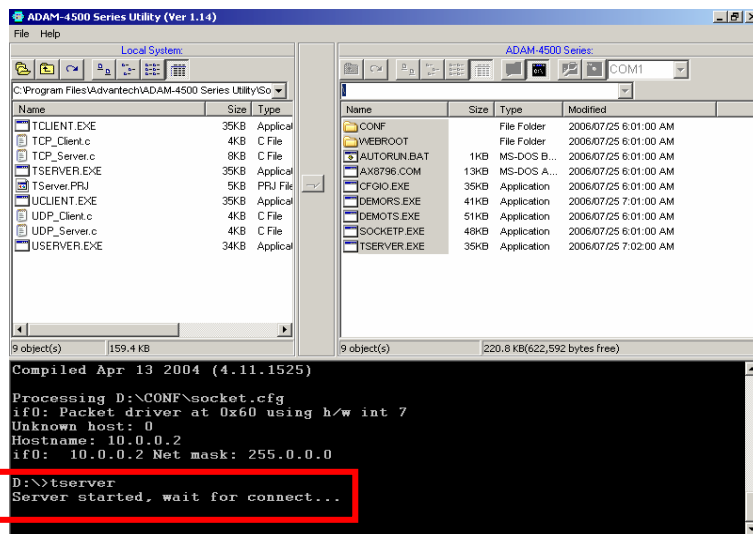 ADAM-4500 Series Utility (Ver 1.14)
File Help
Local System:
C:\Program Files\Advantech\ADAM-4500 Series Utility\So
Name Size Type
TCLIENT.EXE 35KB Applical
TCP_Client.c 4KB C File
TCP_Server.c 8KB C File
TSERVER.EXE 35KB Applical
TServer.PRJ 5KB PRJ File
UCLIENT.EXE 35KB Applical
UDP_Client.c 4KB C File
UDP_Server.c 4KB C File
USERVER.EXE 34KB Applical
9 object(s) 159.4 KB
ADAM-4500 Series:
COM1
\
Name Size Type Modified
CONF File Folder 2006/07/25 6:01:00 AM
WEBROOT File Folder 2006/07/25 6:01:00 AM
AUTORUN.BAT 1KB MS-DOS B... 2006/07/25 6:01:00 AM
AX8796.COM 13KB MS-DOS A... 2006/07/25 6:01:00 AM
CFGIO.EXE 35KB Application 2006/07/25 6:01:00 AM
DEMORS.EXE 41KB Application 2006/07/25 7:01:00 AM
DEMOTS.EXE 51KB Application 2006/07/25 6:01:00 AM
SOCKETP.EXE 48KB Application 2006/07/25 6:01:00 AM
TSERVER.EXE 35KB Application 2006/07/25 7:02:00 AM
9 object(s) 220.8 KB(622,592 bytes free)
Compiled Apr 13 2004 (4.11.1525)
Processing D:\CONF\socket.cfg
if0: Packet driver at 0x60 using h/w int 7
Unknown host: 0
Hostname: 10.0.0.2
if0: 10.0.0.2 Net mask: 255.0.0.0
D:\>tserver
Server started, wait for connect...